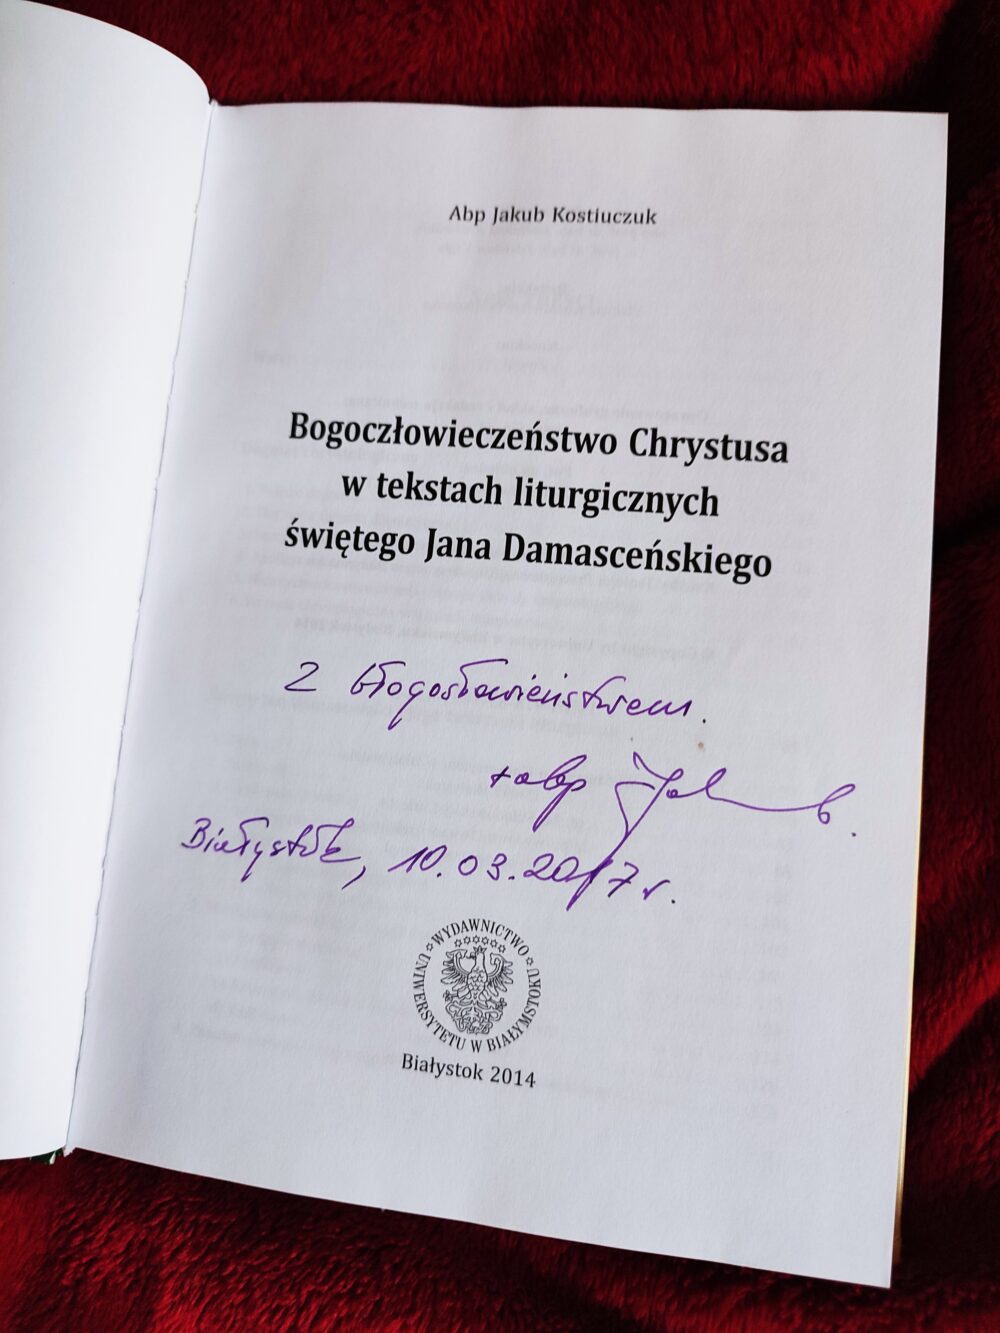 Abp Jakub Kostiuczuk
Bogoczłowieczeństwo Chrystusa
w tekstach liturgicznych
świętego Jana Damasceńskiego
Z błogosławieństwem.
+abp Jakub.
Białystok, 10.03.2017 r.
WYDAWNICTWO UNIWERSYTETU W BIAŁYMSTOKU
Białystok 2014